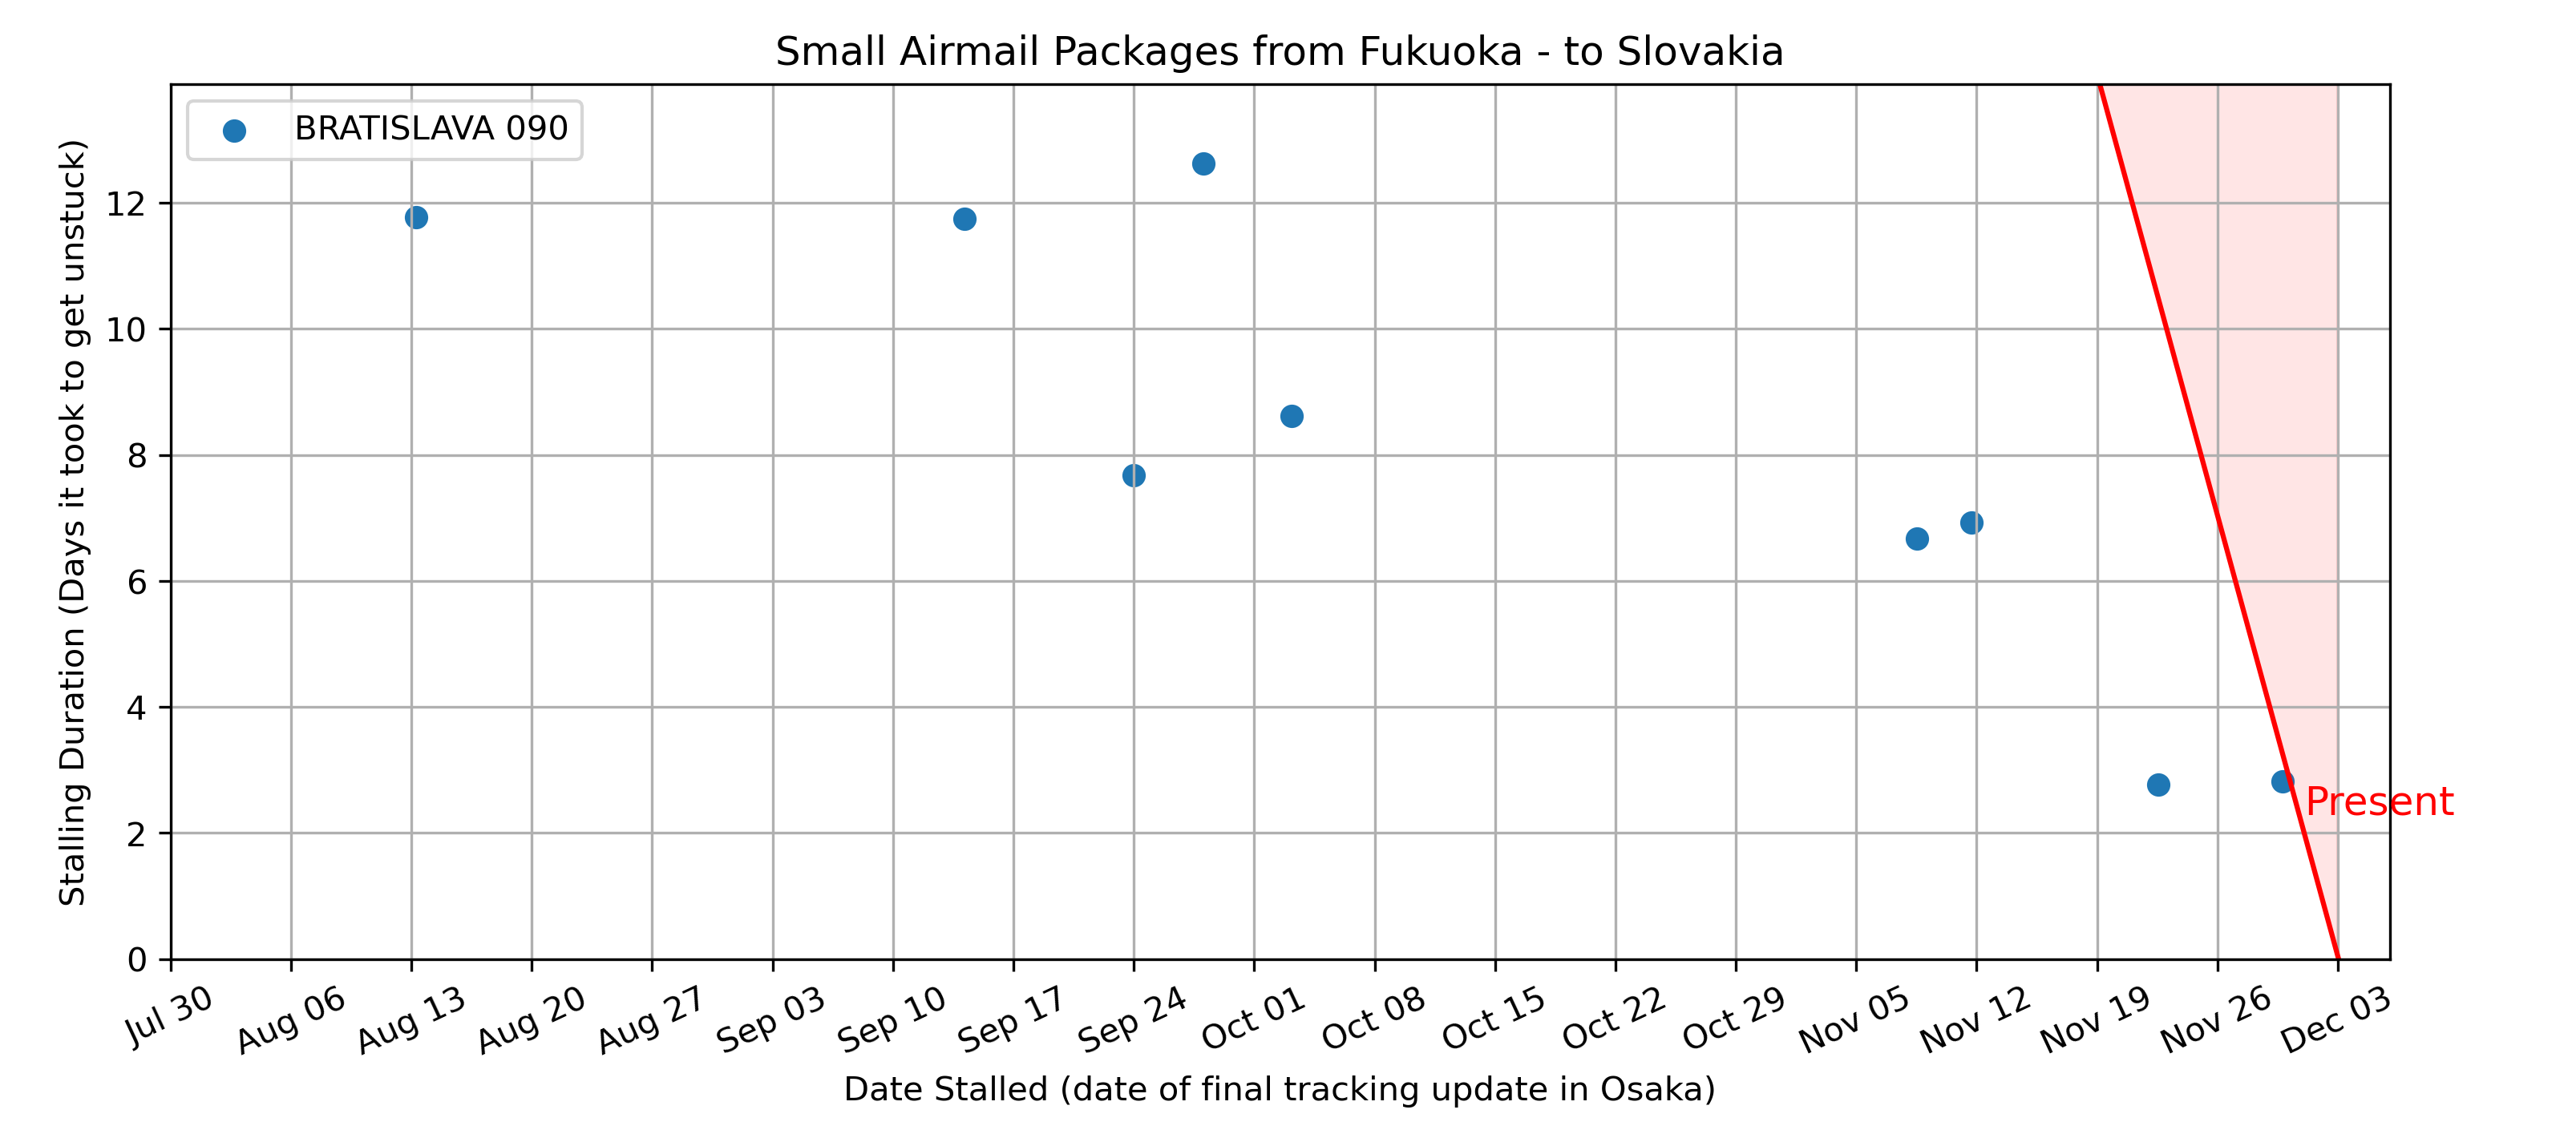 Small Airmail Packages from Fukuoka - to Slovakia
BRATISLAVA 090
Stalling Duration (Days it took to get unstuck)
12
10
8
6
4
2
0
Present
Jul 30
Aug 06
Aug 13
Aug 20
Aug 27
Sep 03
Sep 10
Sep 17
Sep 24
Oct 01
Oct 08
Oct 15
Oct 22
Oct 29
Nov 05
Nov 12
Nov 19
Nov 26
Dec 03
Date Stalled (date of final tracking update in Osaka)